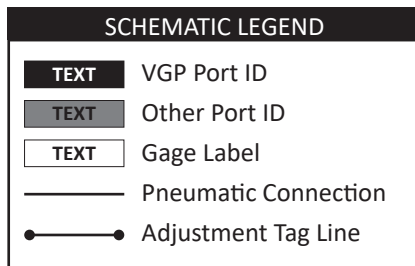 SCHEMATIC LEGEND
TEXT VGP Port ID
TEXT Other Port ID
TEXT Gage Label
Pneumatic Connection
Adjustment Tag Line